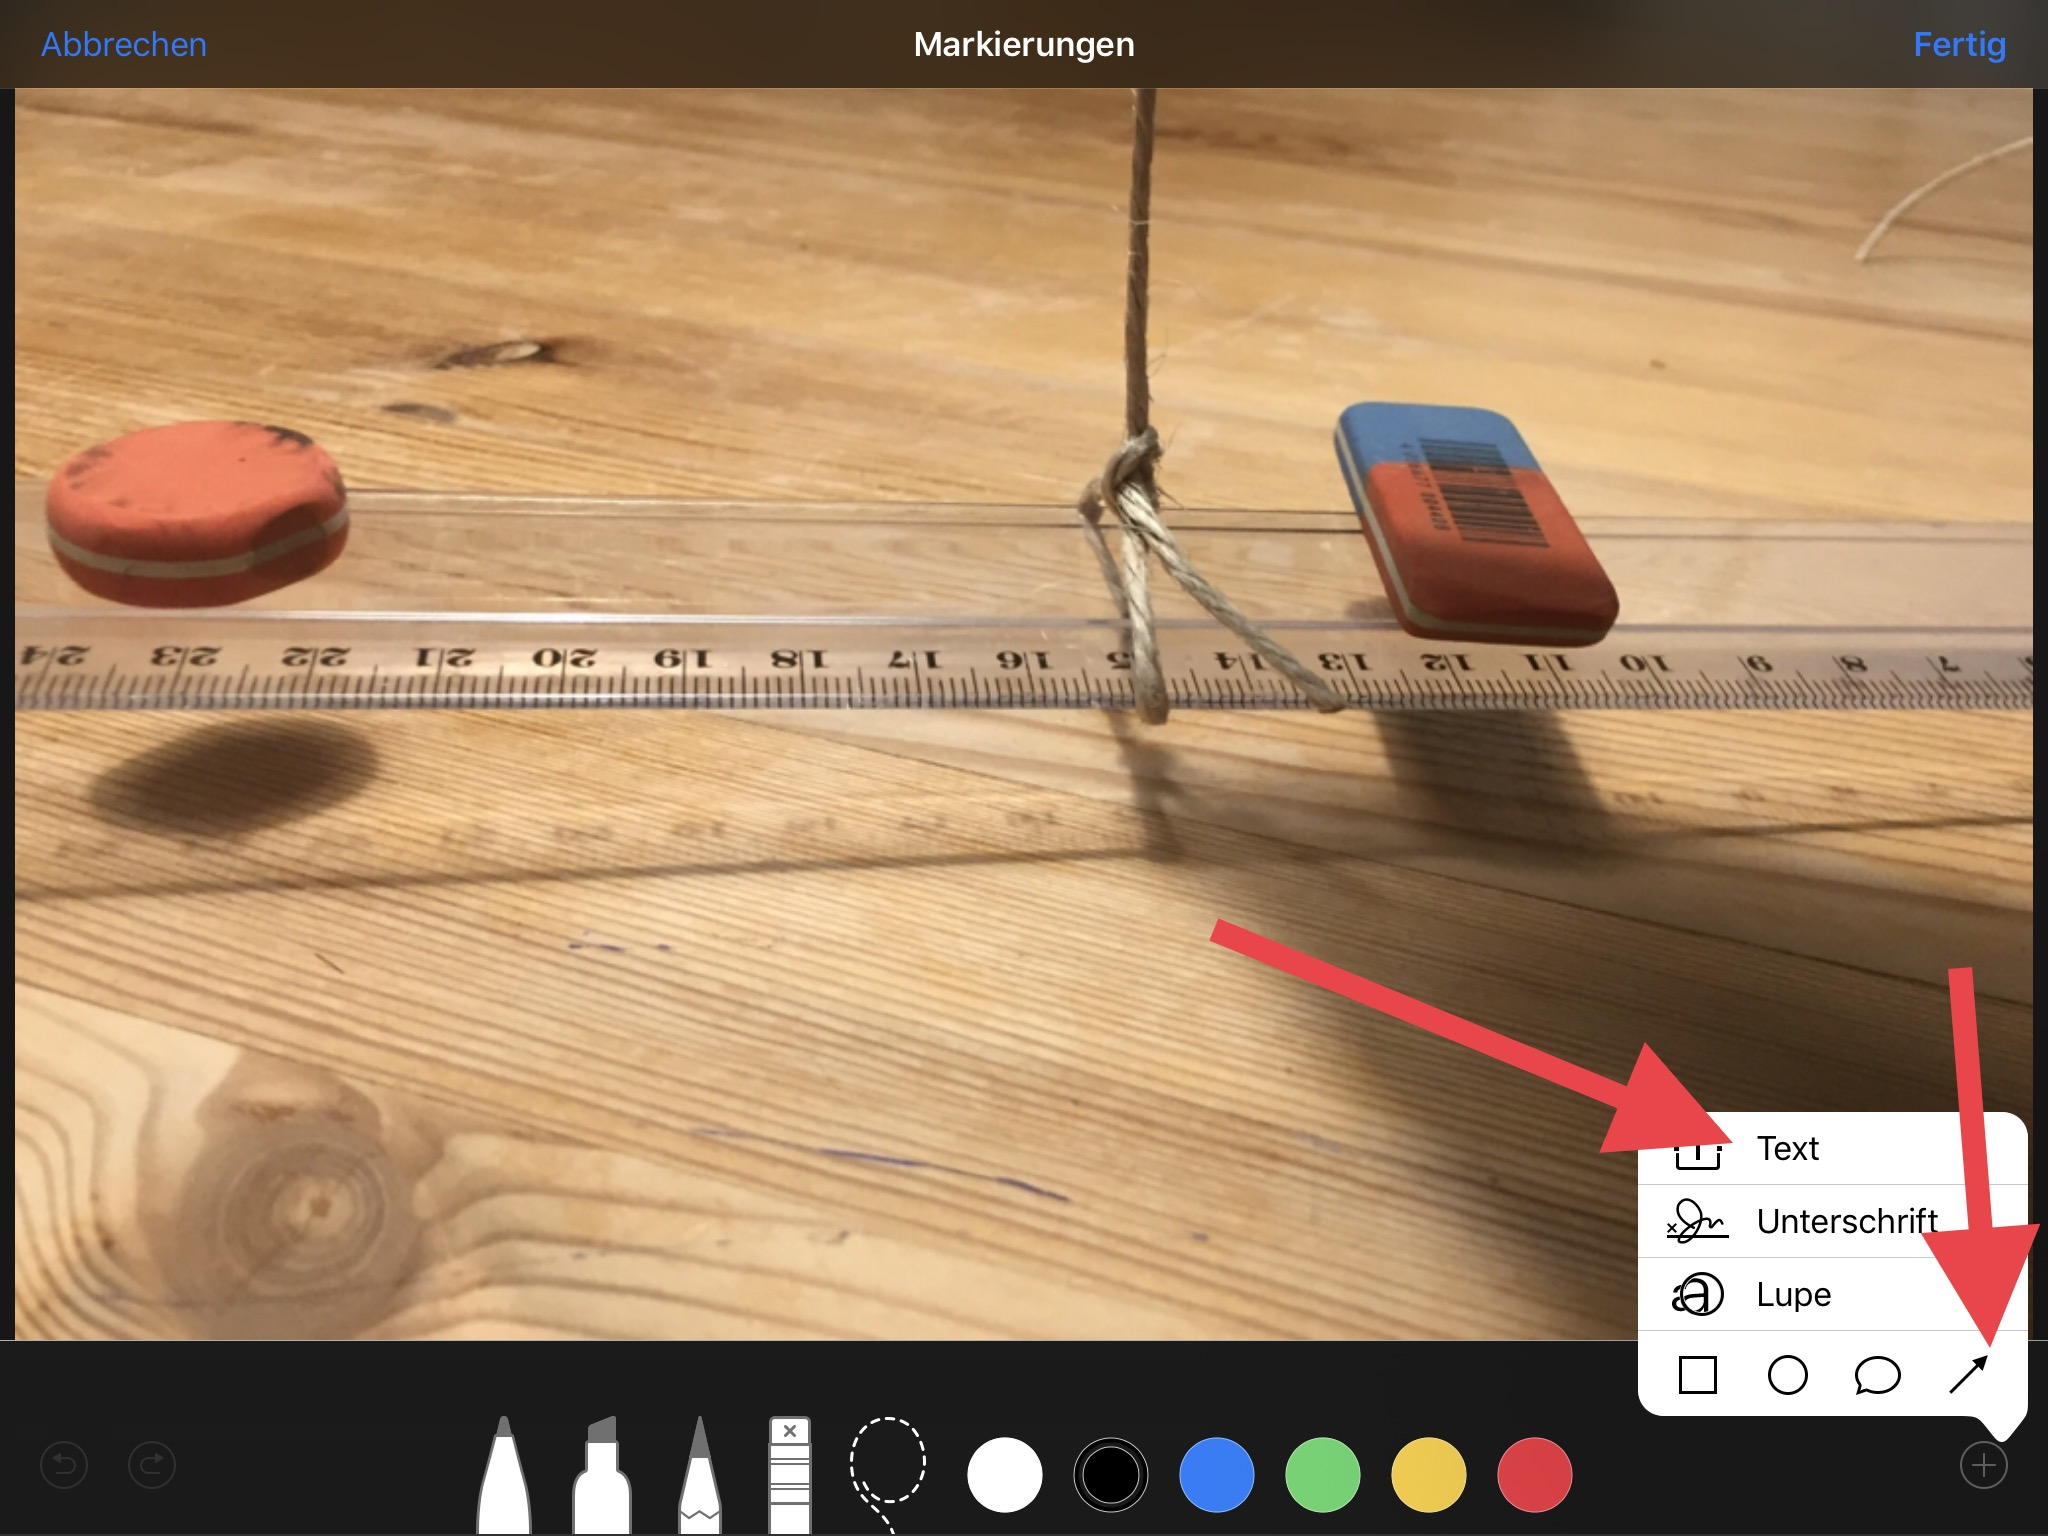 Abbrechen
Markierungen
Fertig
24 23 22 21 20 19 18 17 16 5 14 13 12 11 10 9 8 7
Text
Unterschrift
Lupe